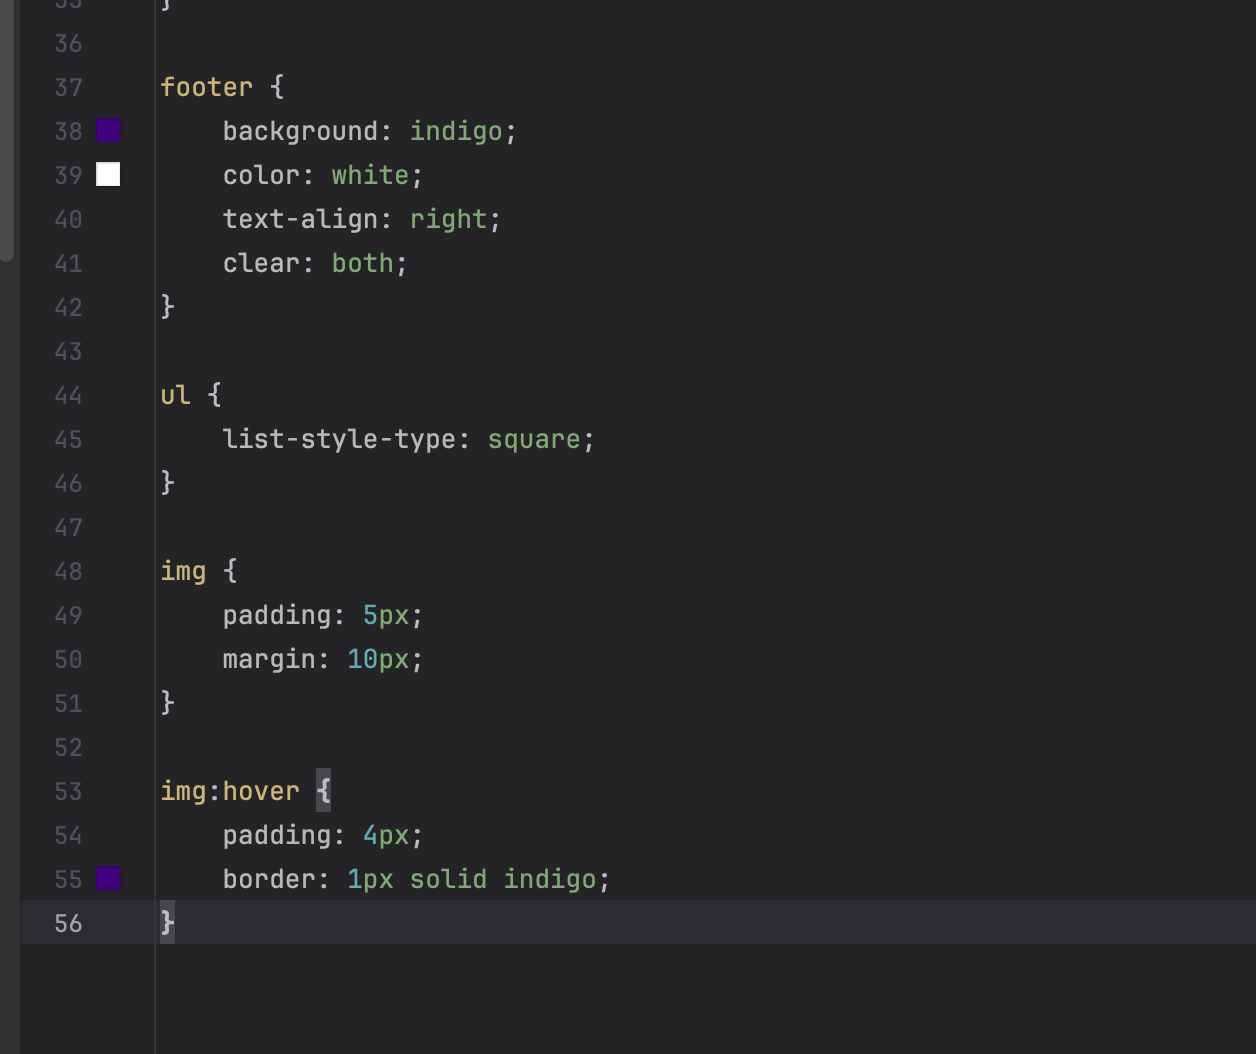 35 }
36
37 footer {
38     background: indigo;
39     color: white;
40     text-align: right;
41     clear: both;
42 }
43
44 ul {
45     list-style-type: square;
46 }
47
48 img {
49     padding: 5px;
50     margin: 10px;
51 }
52
53 img:hover {
54     padding: 4px;
55     border: 1px solid indigo;
56 }